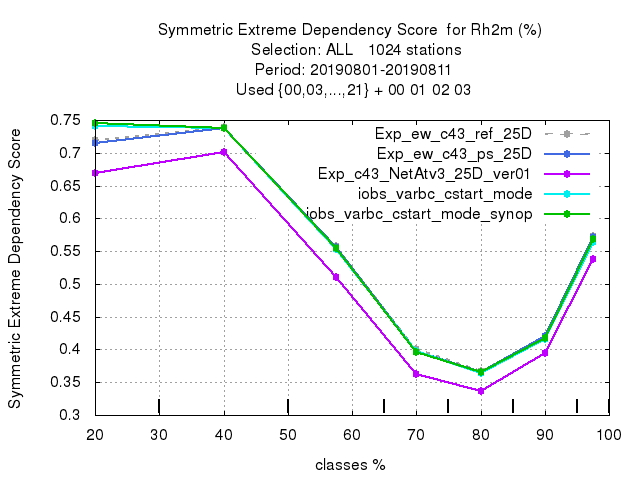 Symmetric Extreme Dependency Score for Rh2m (%)
Selection: ALL 1024 stations
Period: 20190801-20190811
Used {00,03,...,21} + 00 01 02 03
Symmetric Extreme Dependency Score
0.75
0.7
0.65
0.6
0.55
0.5
0.45
0.4
0.35
0.3
Exp_ew_c43_ref_25D
Exp_ew_c43_ps_25D
Exp_c43_NetAtv3_25D_ver01
iobs_varbc_cstart_mode
iobs_varbc_cstart_mode_synop
20 30 40 50 60 70 80 90 100
classes %